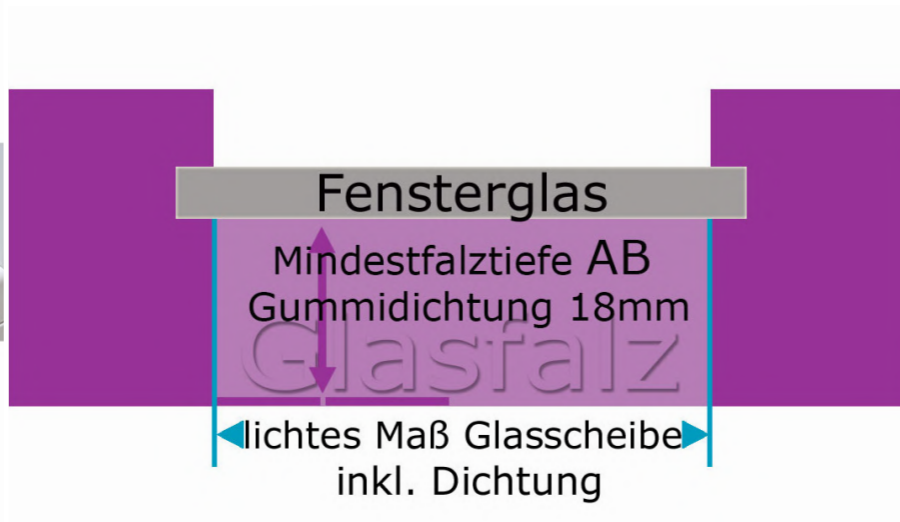 Fensterglas
Mindestfalztiefe AB
Gummidichtung 18mm
Glasfalz
lichtes Maß Glasscheibe
inkl. Dichtung